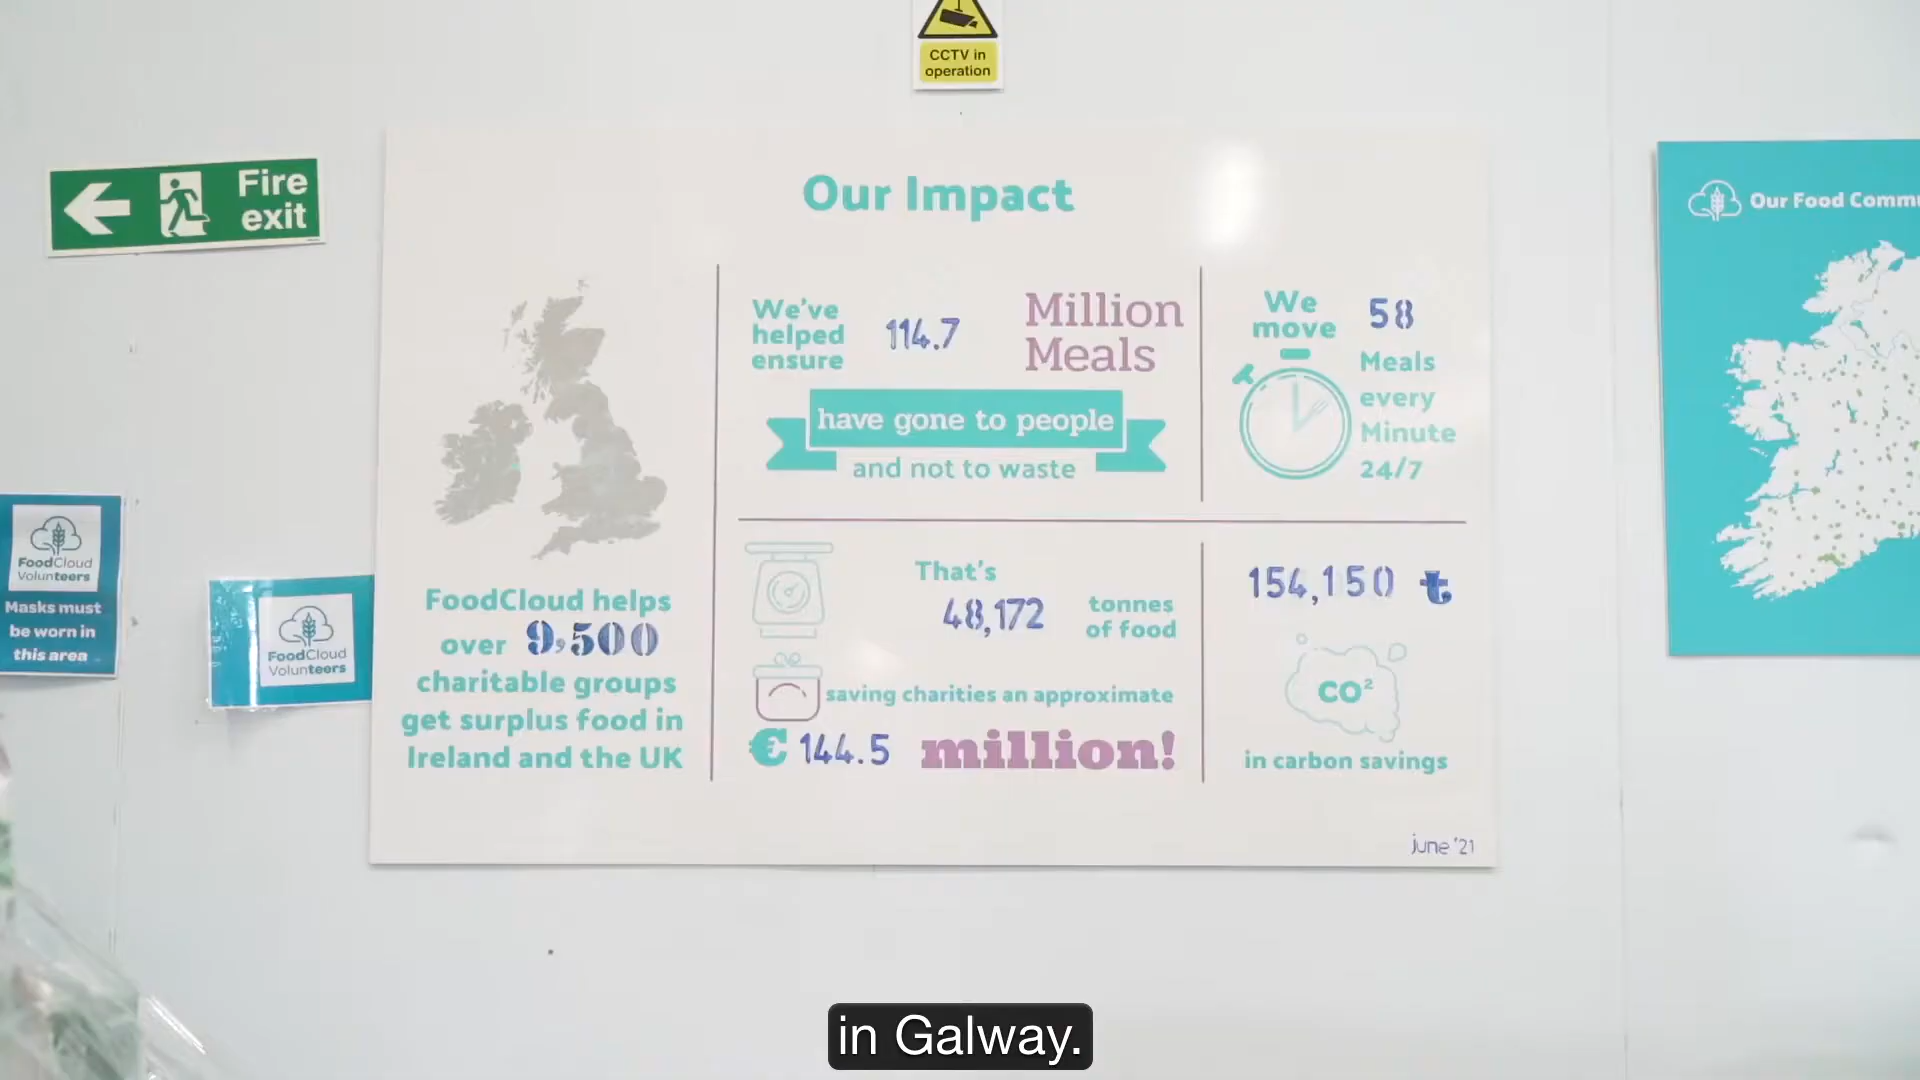 CCTV in
operation
Fire
exit
Our Impact
Our Food
We've
helped
ensure
114.7
Million
Meals
have gone to people
and not to waste
We
move
58
Meals
every
Minute
24/7
FoodCloud
Volunteers
Masks must
be worn in
this area
FoodCloud
Volunteers
FoodCloud helps
over 9,500
charitable groups
get surplus food in
Ireland and the UK
That's
48,172
tonnes
of food
saving charities an approximate
€ 144.5 million!
154,150 t
CO²
in carbon savings
june '21
in Galway.